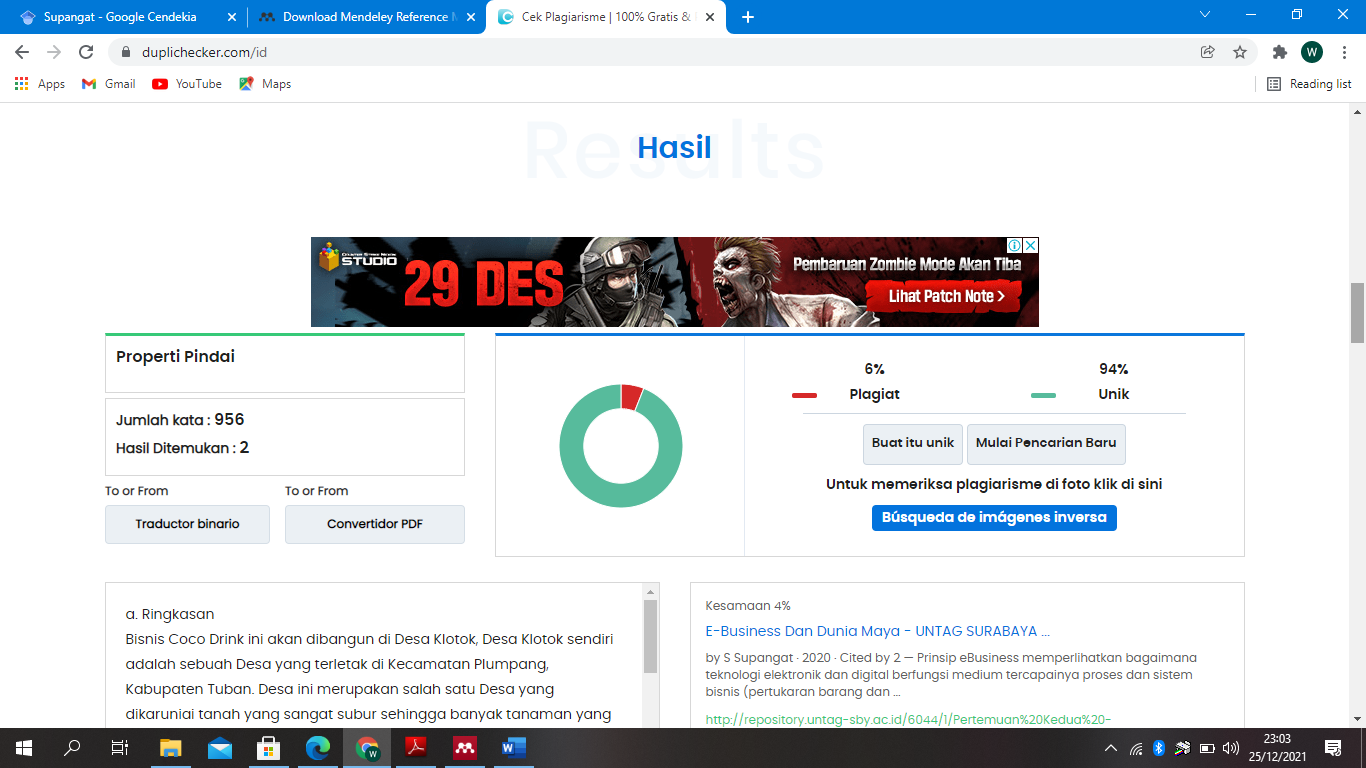 Supangat - Google Cendekia
Download Mendeley Reference M
Cek Plagiarisme | 100% Gratis &
duplichecker.com/id
W
Apps
Gmail
YouTube
Maps
Reading list
Results
Hasil
STUDIO
29 DES
Pembaruan Zombie Mode Akan Tiba
Lihat Patch Note >
Properti Pindai
Jumlah kata : 956
Hasil Ditemukan : 2
To or From
To or From
Traductor binario
Convertidor PDF
6%
94%
Plagiat
Unik
Buat itu unik
Mulai Pencarian Baru
Untuk memeriksa plagiarisme di foto klik di sini
Búsqueda de imágenes inversa
a. Ringkasan
Bisnis Coco Drink ini akan dibangun di Desa Klotok, Desa Klotok sendiri
adalah sebuah Desa yang terletak di Kecamatan Plumpang,
Kabupaten Tuban. Desa ini merupakan salah satu Desa yang
dikaruniai tanah yang sangat subur sehingga banyak tanaman yang
Kesamaan 4%
E-Business Dan Dunia Maya - UNTAG SURABAYA ...
by S Supangat · 2020 · Cited by 2 — Prinsip eBusiness memperlihatkan bagaimana
teknologi elektronik dan digital berfungsi medium tercapainya proses dan sistem
bisnis (pertukaran barang dan ...
http://repository.untag-sby.ac.id/6044/1/Pertemuan%20Kedua%20-
23:03
25/12/2021